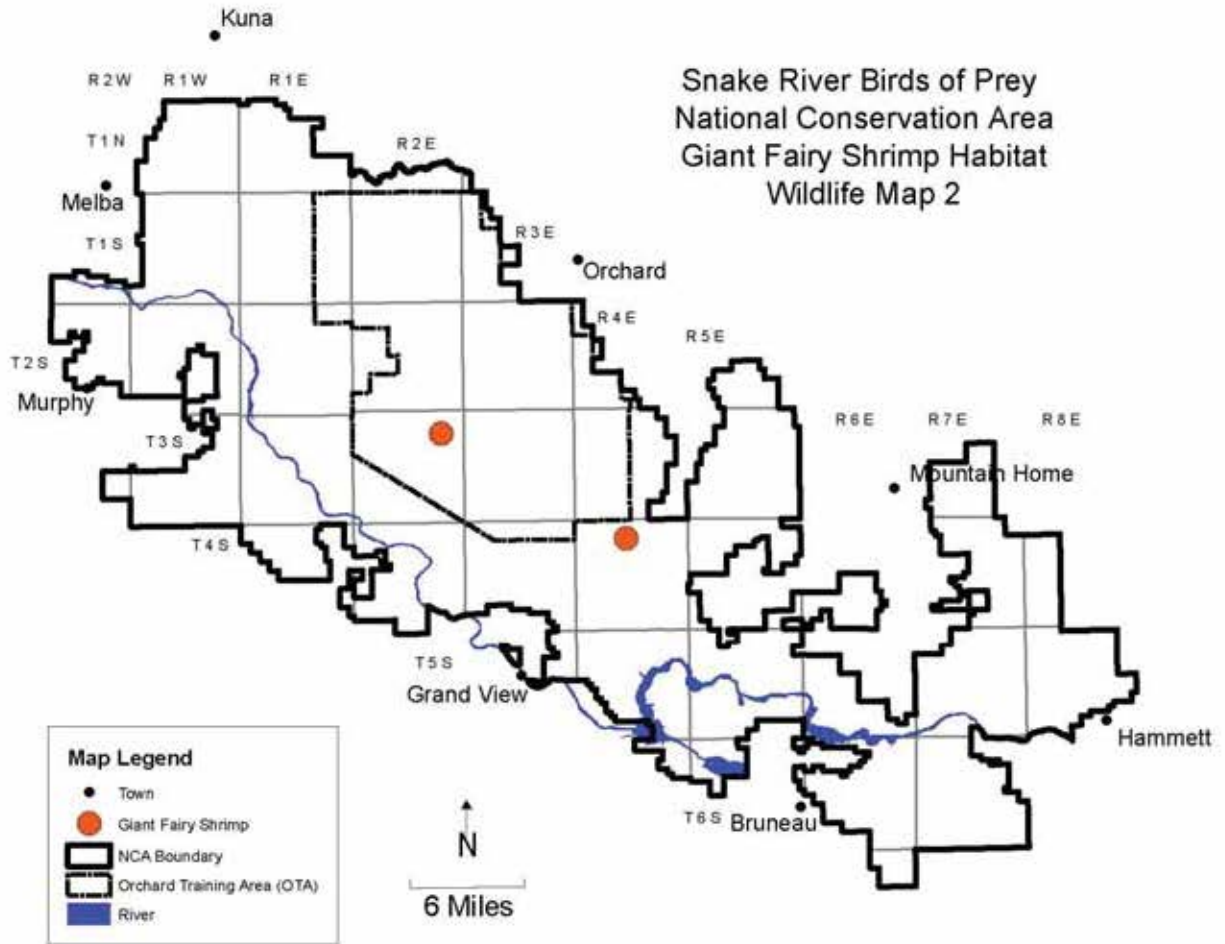 Kuna
R2W R1W R1E
Snake River Birds of Prey
National Conservation Area
Giant Fairy Shrimp Habitat
Wildlife Map 2
T1N
R2E
Melba
T1S
R3E
Orchard
R4E
R5E
T2S
Murphy
R6E R7E R8E
T3S
Mountain Home
T4S
T5S
Grand View
Hammett
T6S
Bruneau
Map Legend
Town
Giant Fairy Shrimp
NCA Boundary
Orchard Training Area (OTA)
River
N
6 Miles